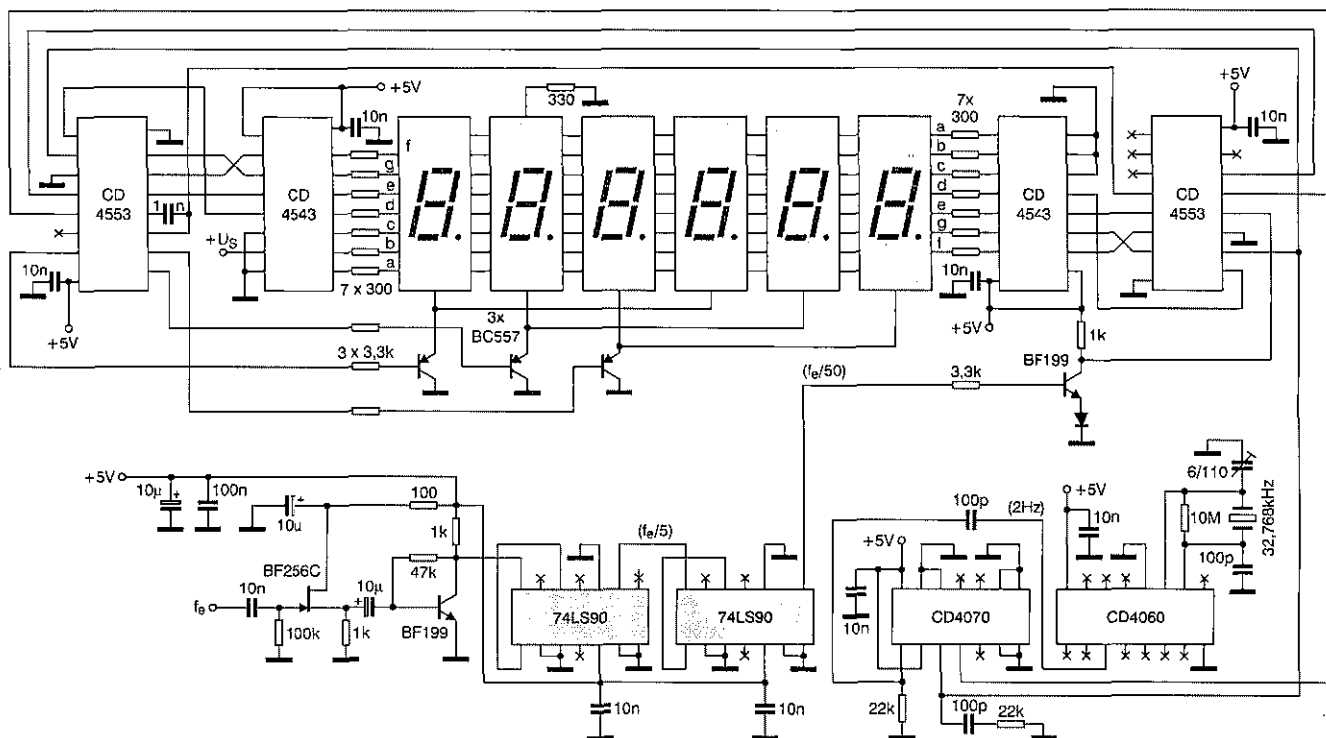 +5V
10n
330
7x
300
+5V
10n
CD
4553
1n
CD
4543
+US
10n
+5V
f
g
e
d
c
b
a
7 x 300
a
b
c
d
e
g
f
CD
4543
CD
4553
10n
+5V
1k
3x
BC557
3 x 3,3k
(fe/50)
3,3k
BF199
+5V
10µ
+
100n
10µ
+
100
1k
47k
BF256C
10n
fe
100k
1k
+
10µ
BF199
(fe/5)
74LS90
74LS90
10n
10n
100p
(2Hz)
+5V
10n
CD4070
22k
100p
22k
+5V
10n
CD4060
6/110
10M
32,768kHz
100p